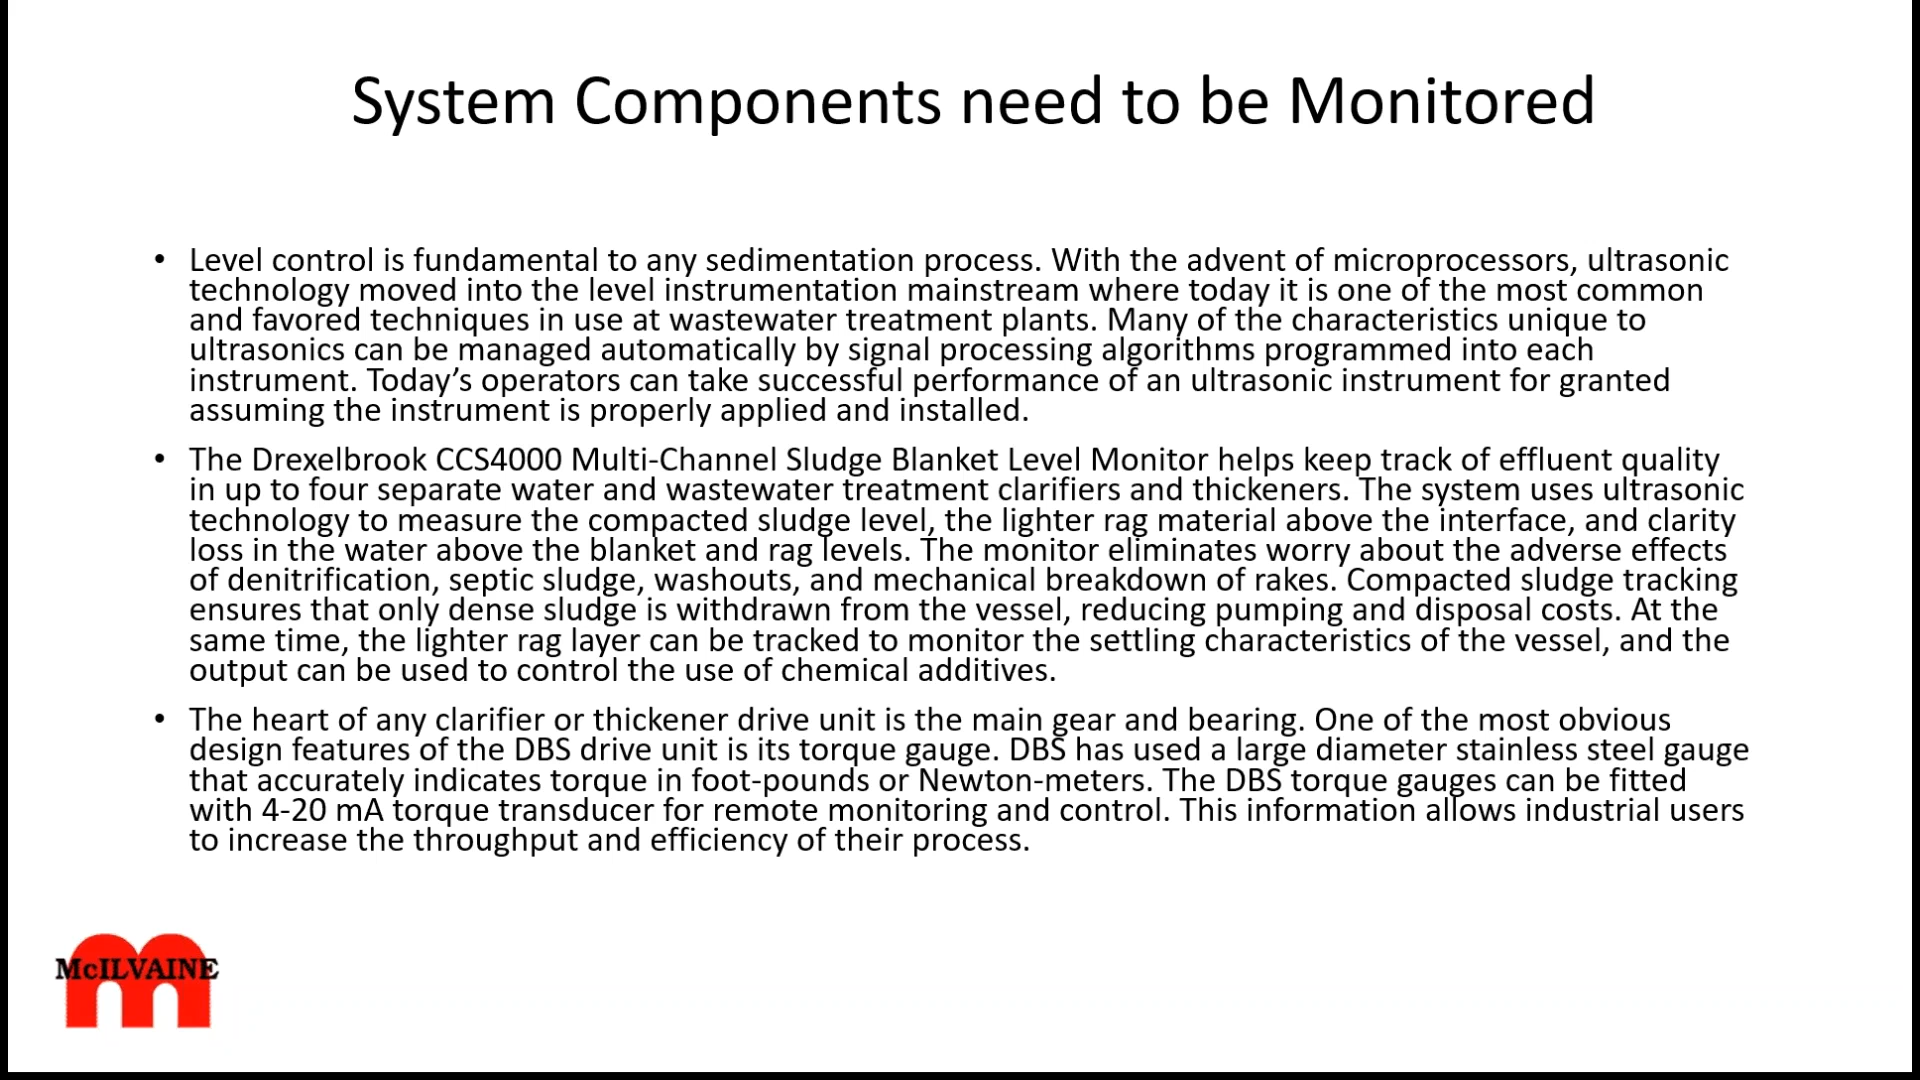 System Components need to be Monitored
• Level control is fundamental to any sedimentation process. With the advent of microprocessors, ultrasonic
technology moved into the level instrumentation mainstream where today it is one of the most common
and favored techniques in use at wastewater treatment plants. Many of the characteristics unique to
ultrasonics can be managed automatically by signal processing algorithms programmed into each
instrument. Today’s operators can take successful performance of an ultrasonic instrument for granted
assuming the instrument is properly applied and installed.
• The Drexelbrook CCS4000 Multi-Channel Sludge Blanket Level Monitor helps keep track of effluent quality
in up to four separate water and wastewater treatment clarifiers and thickeners. The system uses ultrasonic
technology to measure the compacted sludge level, the lighter rag material above the interface, and clarity
loss in the water above the blanket and rag levels. The monitor eliminates worry about the adverse effects
of denitrification, septic sludge, washouts, and mechanical breakdown of rakes. Compacted sludge tracking
ensures that only dense sludge is withdrawn from the vessel, reducing pumping and disposal costs. At the
same time, the lighter rag layer can be tracked to monitor the settling characteristics of the vessel, and the
output can be used to control the use of chemical additives.
• The heart of any clarifier or thickener drive unit is the main gear and bearing. One of the most obvious
design features of the DBS drive unit is its torque gauge. DBS has used a large diameter stainless steel gauge
that accurately indicates torque in foot-pounds or Newton-meters. The DBS torque gauges can be fitted
with 4-20 mA torque transducer for remote monitoring and control. This information allows industrial users
to increase the throughput and efficiency of their process.
McILVAINE